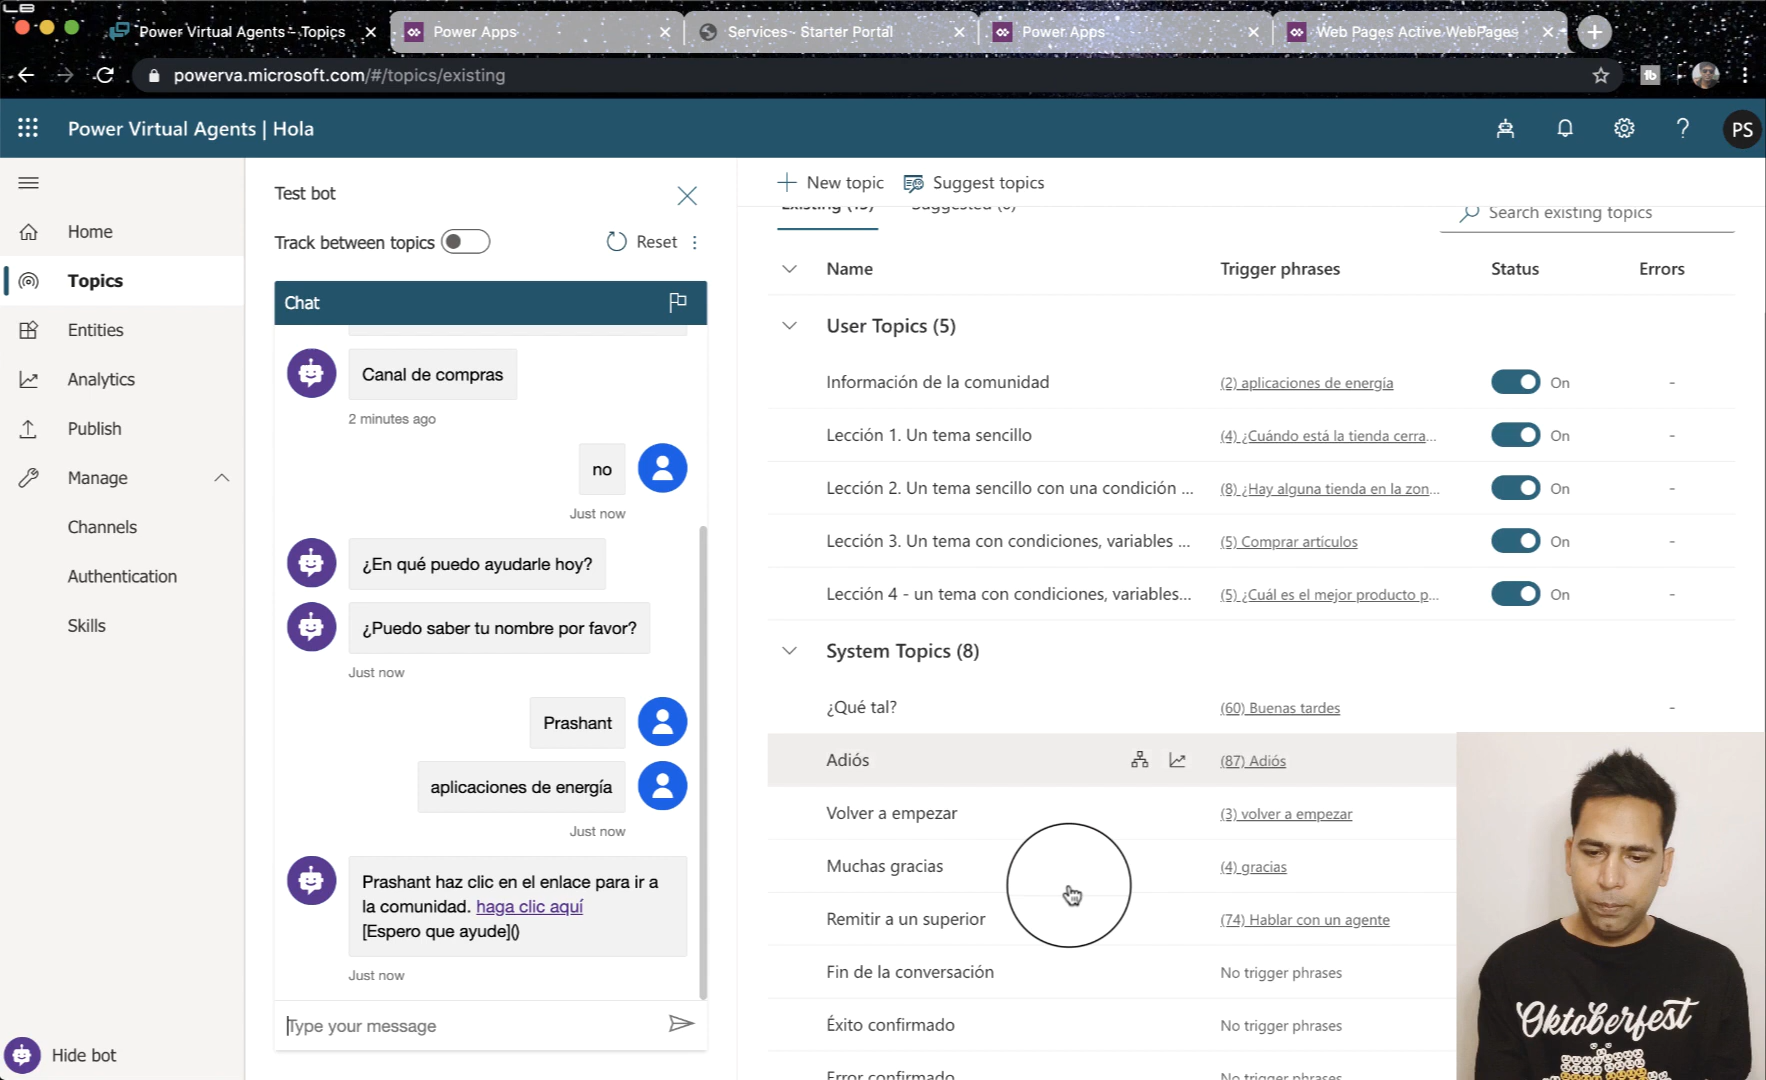 Power Virtual Agents - Topics
Power Apps
Services - Starter Portal
Power Apps
Web Pages Active WebPages
powerva.microsoft.com/#/topics/existing
Power Virtual Agents | Hola
PS
Home
Topics
Entities
Analytics
Publish
Manage
Channels
Authentication
Skills
Hide bot
Test bot
Track between topics
Reset
Chat
Canal de compras
2 minutes ago
no
Just now
¿En qué puedo ayudarle hoy?
¿Puedo saber tu nombre por favor?
Just now
Prashant
aplicaciones de energía
Just now
Prashant haz clic en el enlace para ir a
la comunidad. haga clic aquí
[Espero que ayude]()
Just now
Type your message
New topic
Suggest topics
Search existing topics
Name Trigger phrases Status Errors
User Topics (5)
Información de la comunidad (2) aplicaciones de energía On -
Lección 1. Un tema sencillo (4) ¿Cuándo está la tienda cerra... On -
Lección 2. Un tema sencillo con una condición ... (8) ¿Hay alguna tienda en la zon... On -
Lección 3. Un tema con condiciones, variables ... (5) Comprar artículos On -
Lección 4 - un tema con condiciones, variables... (5) ¿Cuál es el mejor producto p... On -
System Topics (8)
¿Qué tal? (60) Buenas tardes -
Adiós (87) Adiós
Volver a empezar (3) volver a empezar
Muchas gracias (4) gracias
Remitir a un superior (74) Hablar con un agente
Fin de la conversación No trigger phrases
Éxito confirmado No trigger phrases
Error confirmado No trigger phrases
Oktoberfest